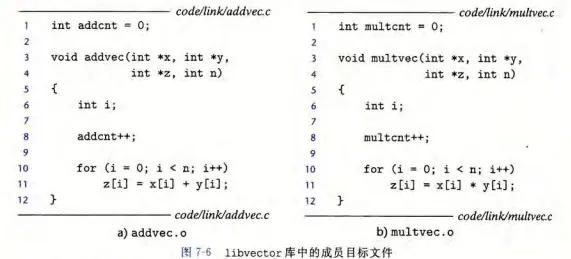 code/link/addvec.c
1 int addcnt = 0;
2
3 void addvec(int *x, int *y,
4 int *z, int n)
5 {
6 int i;
7
8 addcnt++;
9
10 for (i = 0; i < n; i++)
11 z[i] = x[i] + y[i];
12 }
code/link/addvec.c
a) addvec.o
code/link/multvec.c
1 int multcnt = 0;
2
3 void multvec(int *x, int *y,
4 int *z, int n)
5 {
6 int i;
7
8 multcnt++;
9
10 for (i = 0; i < n; i++)
11 z[i] = x[i] * y[i];
12 }
code/link/multvec.c
b) multvec.o
图 7-6 libvector 库中的成员目标文件